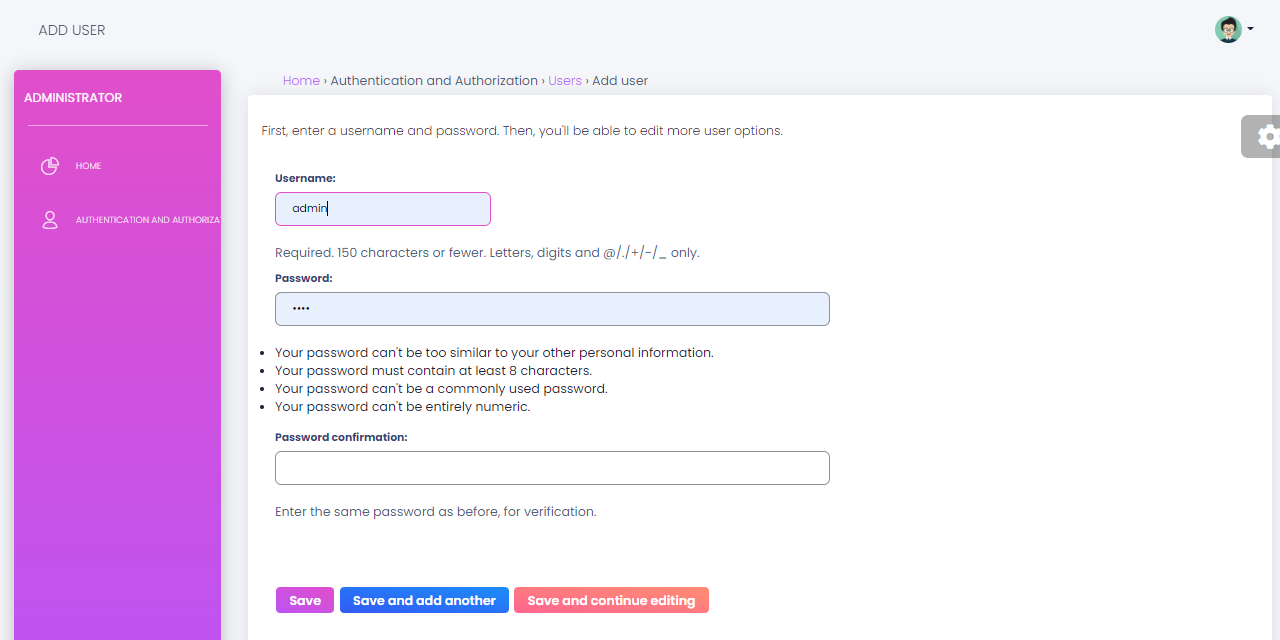 ADD USER
Home › Authentication and Authorization › Users › Add user
ADMINISTRATOR
HOME
AUTHENTICATION AND AUTHORIZAT
First, enter a username and password. Then, you'll be able to edit more user options.
Username:
admin
Required. 150 characters or fewer. Letters, digits and @/./+/-/_ only.
Password:
••••
• Your password can't be too similar to your other personal information.
• Your password must contain at least 8 characters.
• Your password can't be a commonly used password.
• Your password can't be entirely numeric.
Password confirmation:
Enter the same password as before, for verification.
Save Save and add another Save and continue editing